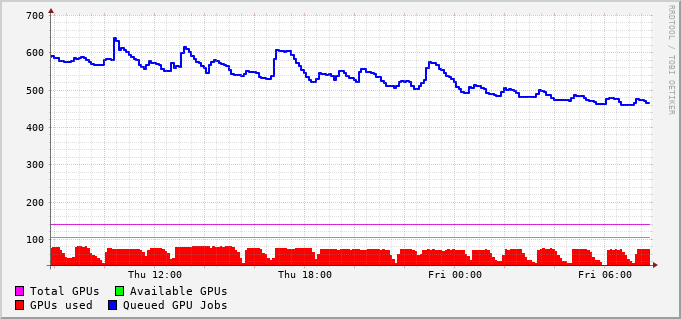 700
600
500
400
300
200
100
Thu 12:00 Thu 18:00 Fri 00:00 Fri 06:00
Total GPUs Available GPUs
GPUs used Queued GPU Jobs
RRDTOOL / TOBI OETIKER